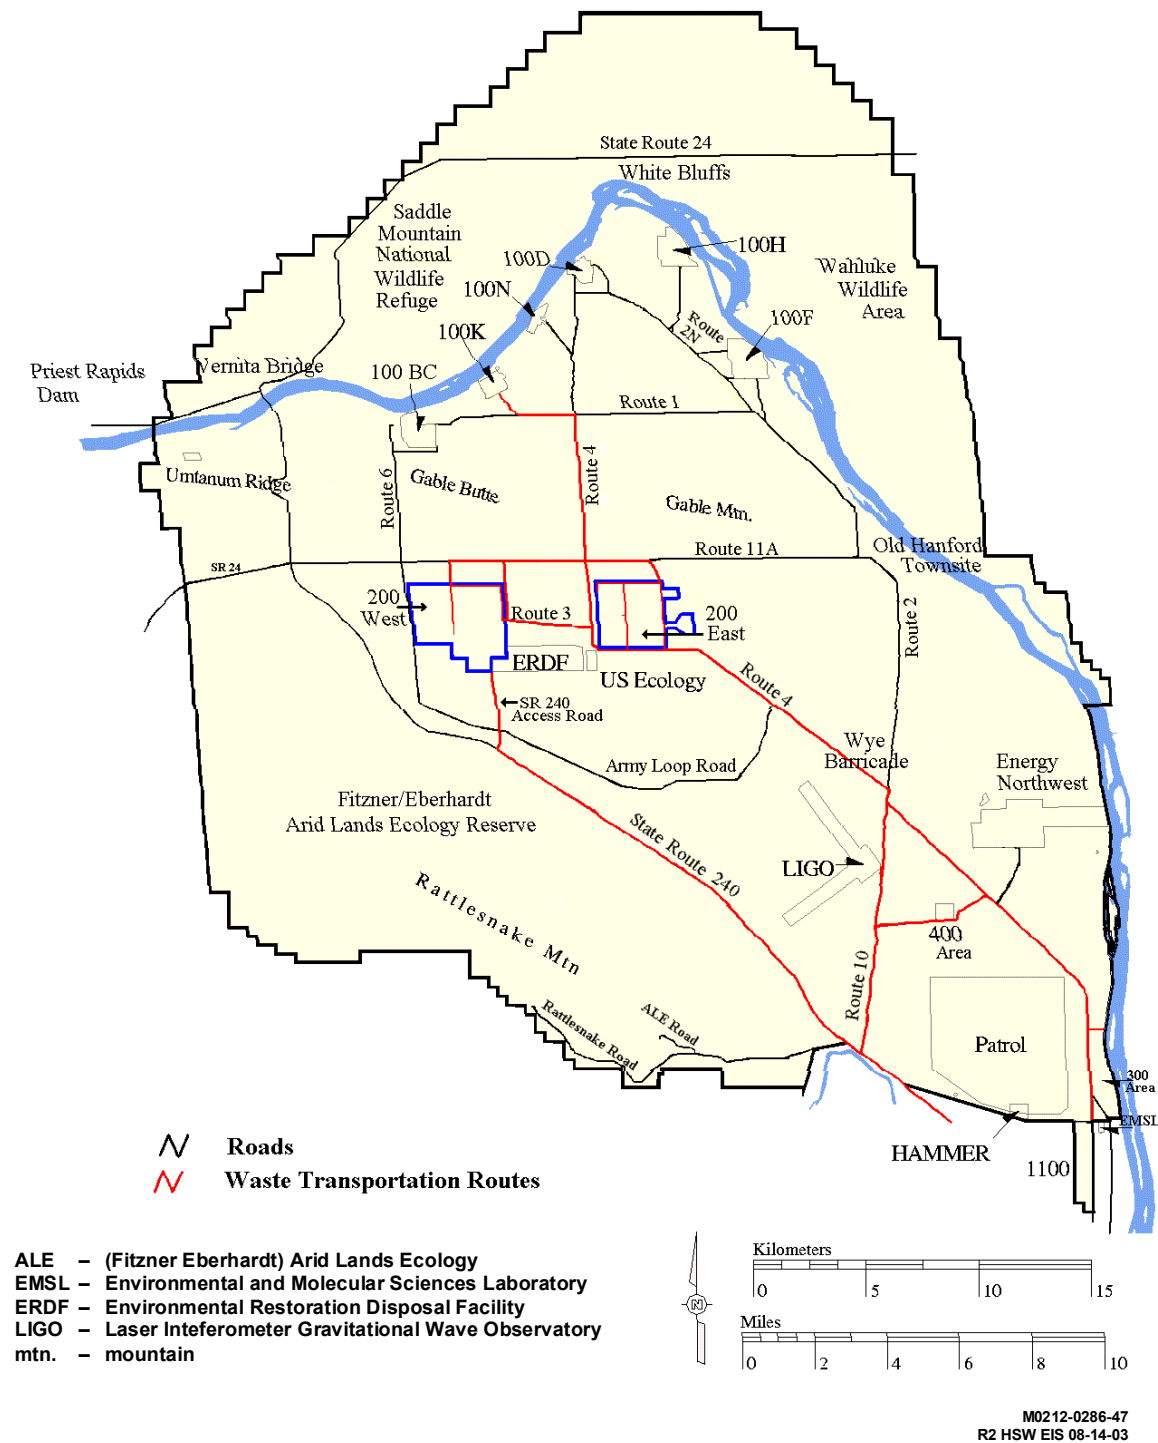 State Route 24
White Bluffs
Saddle
Mountain
National
Wildlife
Refuge
100D
100H
Wahluke
Wildlife
Area
100N
100K
Route
2N
100F
Priest Rapids
Dam
Vernita Bridge
100 BC
Route 1
Umtanum Ridge
Route 6
Gable Butte
Route 4
Gable Mtn.
Route 11A
Old Hanford
Townsite
SR 24
200
West
Route 3
200
East
Route 2
ERDF
US Ecology
Route 4
SR 240
Access Road
Army Loop Road
Wye
Barricade
Energy
Northwest
Fitzner/Eberhardt
Arid Lands Ecology Reserve
State Route 240
LIGO
Rattlesnake Mtn
400
Area
Route 10
Rattlesnake Road
ALE Road
Patrol
300
Area
EMSL
HAMMER
1100
Roads
Waste Transportation Routes
ALE – (Fitzner Eberhardt) Arid Lands Ecology
EMSL – Environmental and Molecular Sciences Laboratory
ERDF – Environmental Restoration Disposal Facility
LIGO – Laser Inteferometer Gravitational Wave Observatory
mtn. – mountain
N
Kilometers
0 5 10 15
Miles
0 2 4 6 8 10
M0212-0286-47
R2 HSW EIS 08-14-03